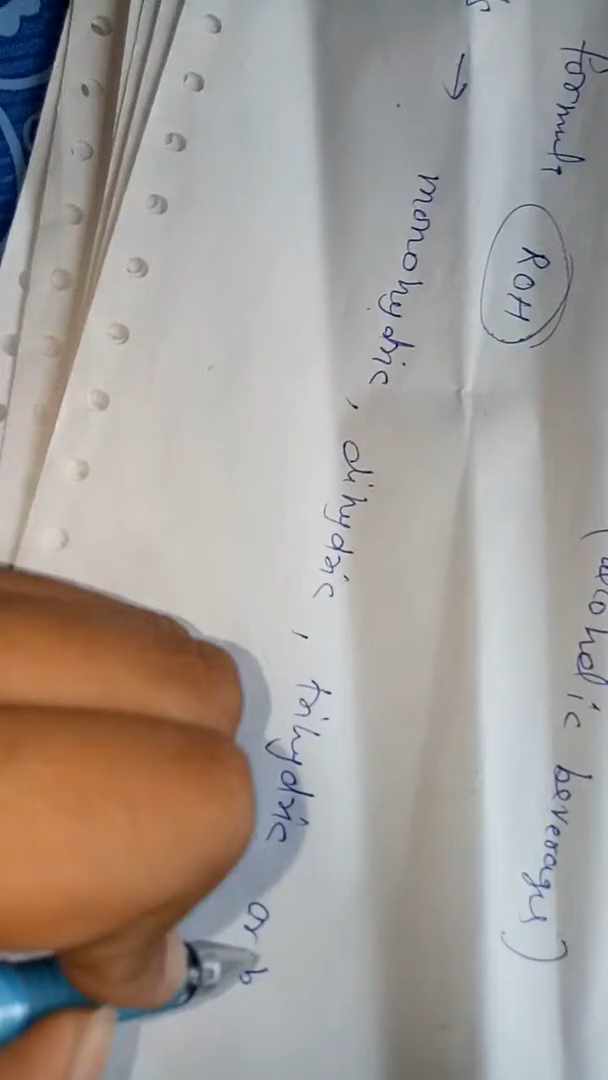 (alcoholic beverages)
formula ROH
→ monohydric, dihydric, trihydric or